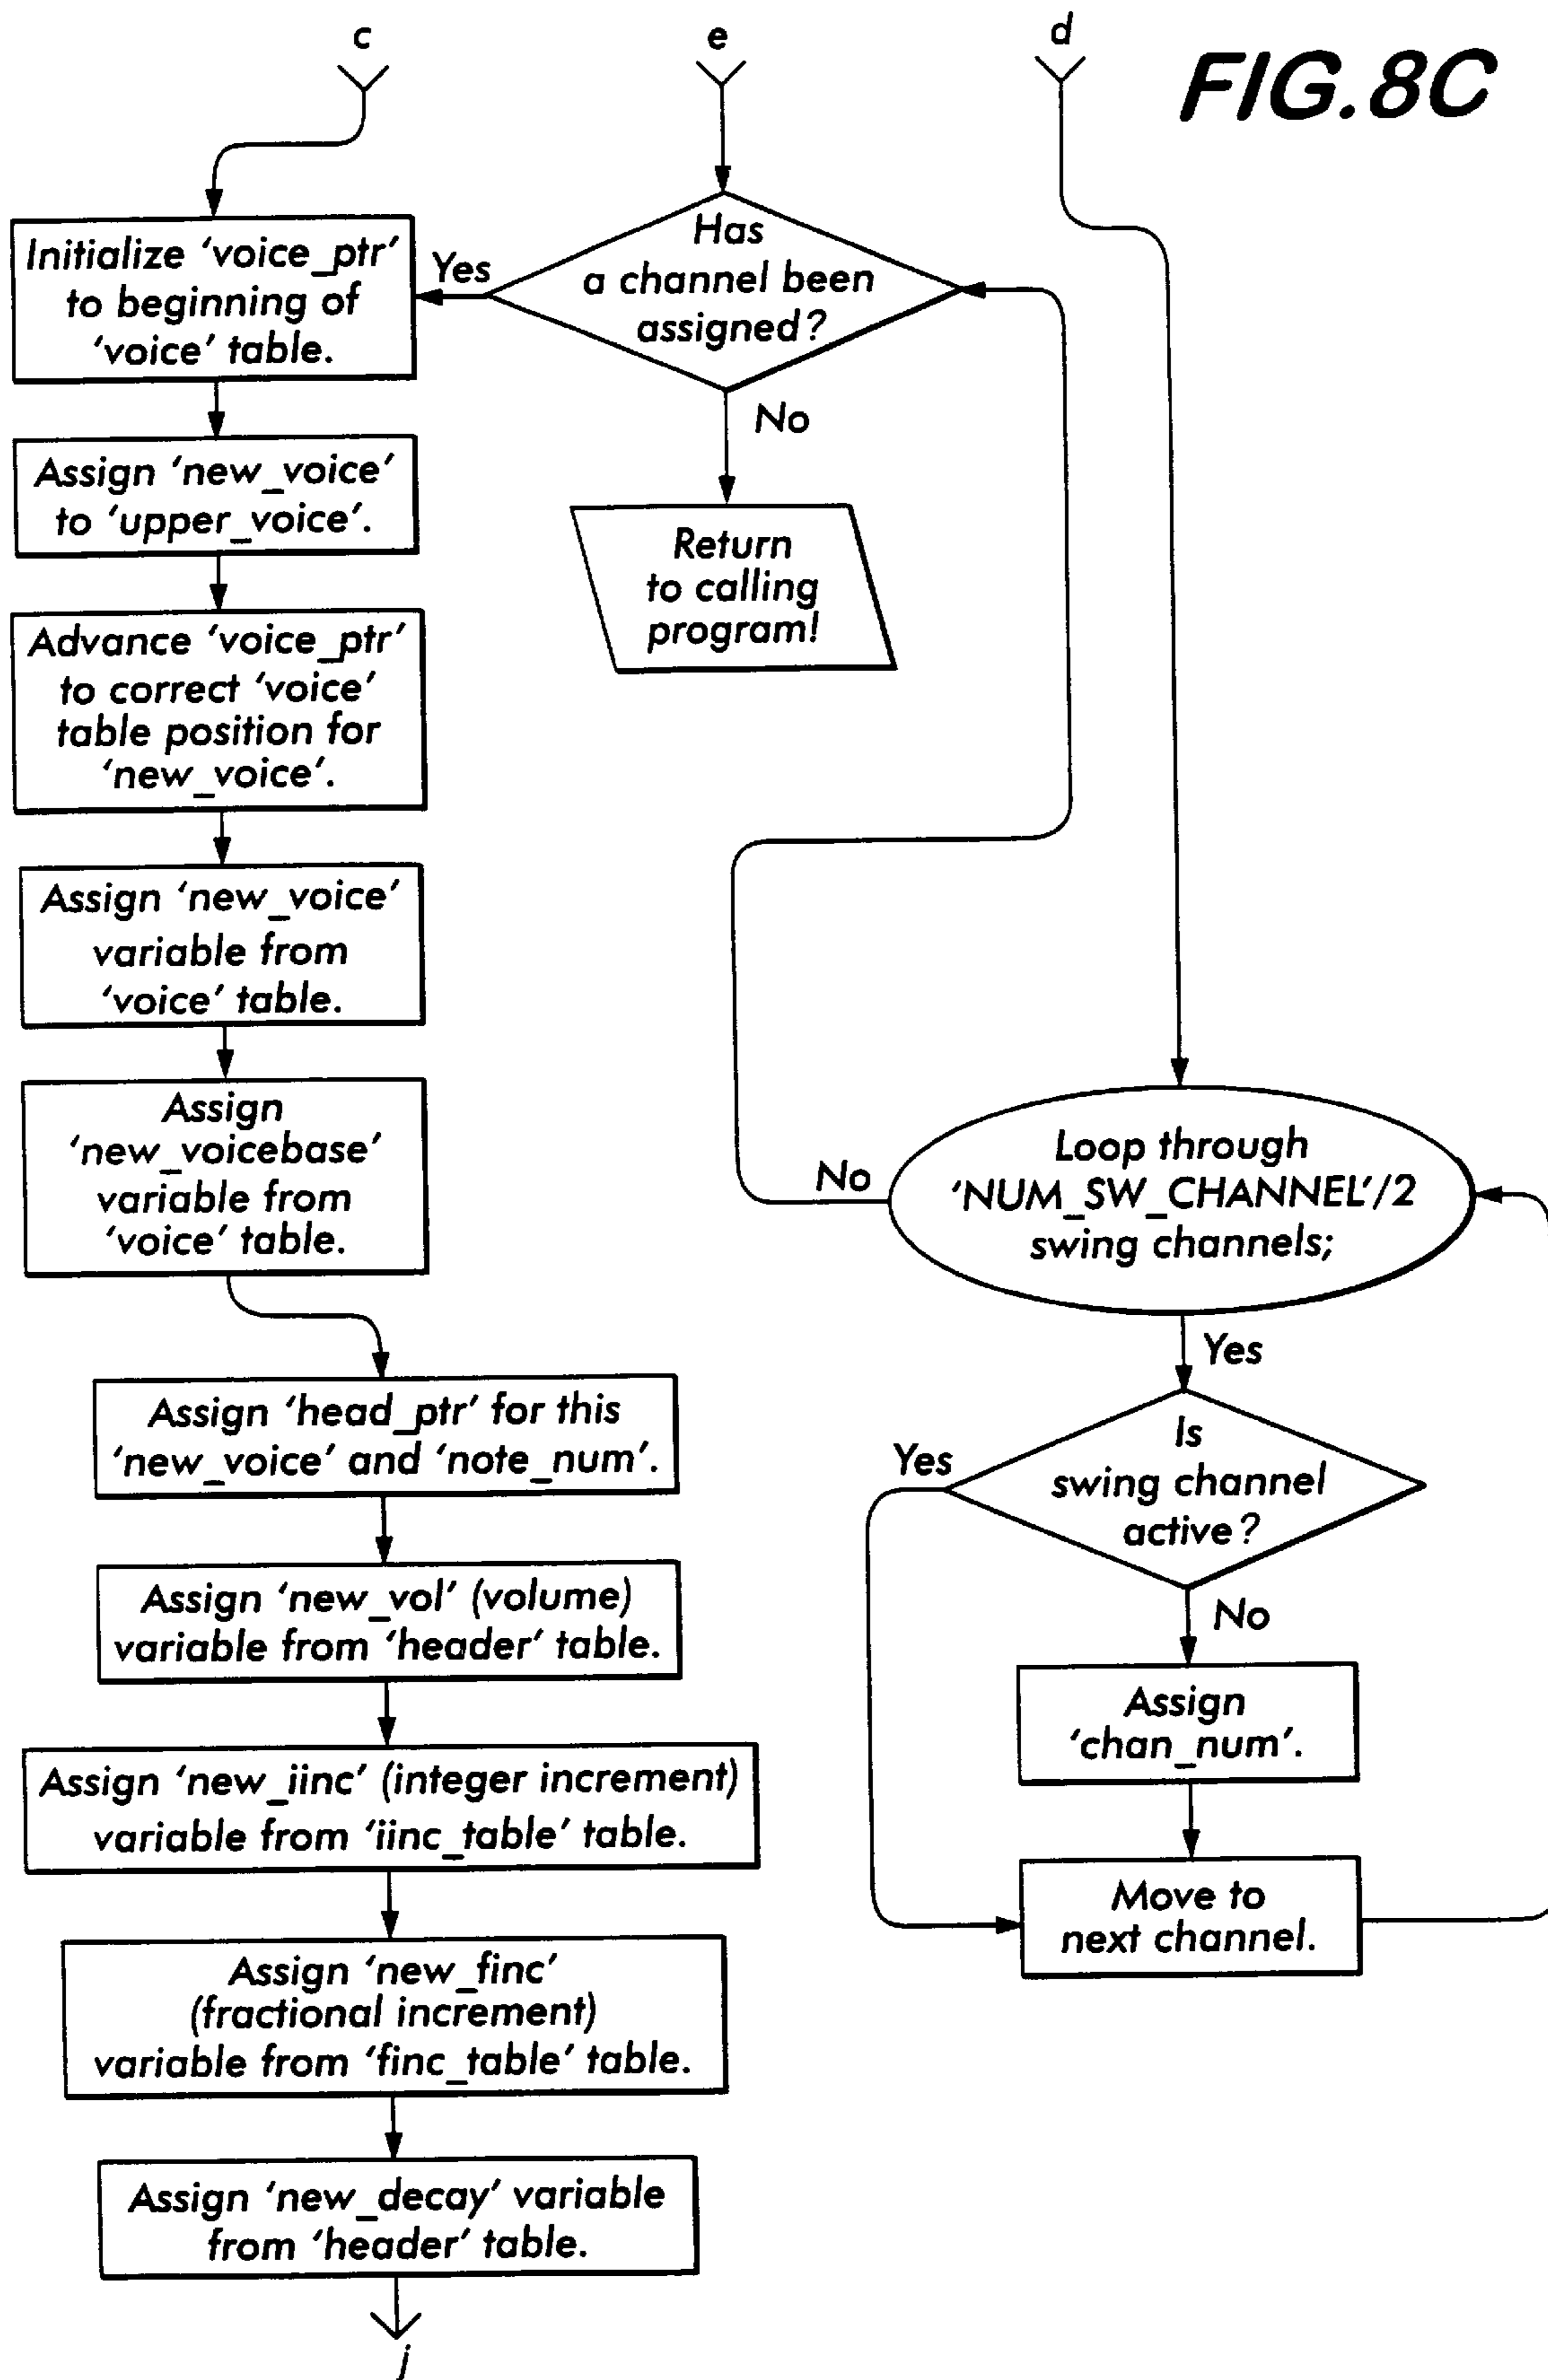 c
e
d
FIG.8C
Initialize 'voice_ptr'
to beginning of
'voice' table.
Yes
Has
a channel been
assigned?
No
Return
to calling
program!
Assign 'new_voice'
to 'upper_voice'.
Advance 'voice_ptr'
to correct 'voice'
table position for
'new_voice'.
Assign 'new_voice'
variable from
'voice' table.
Assign
'new_voicebase'
variable from
'voice' table.
Assign 'head_ptr' for this
'new_voice' and 'note_num'.
Assign 'new_vol' (volume)
variable from 'header' table.
Assign 'new_iinc' (integer increment)
variable from 'iinc_table' table.
Assign 'new_finc'
(fractional increment)
variable from 'finc_table' table.
Assign 'new_decay' variable
from 'header' table.
j
No
Loop through
'NUM_SW_CHANNEL'/2
swing channels;
Yes
Yes
Is
swing channel
active?
No
Assign
'chan_num'.
Move to
next channel.